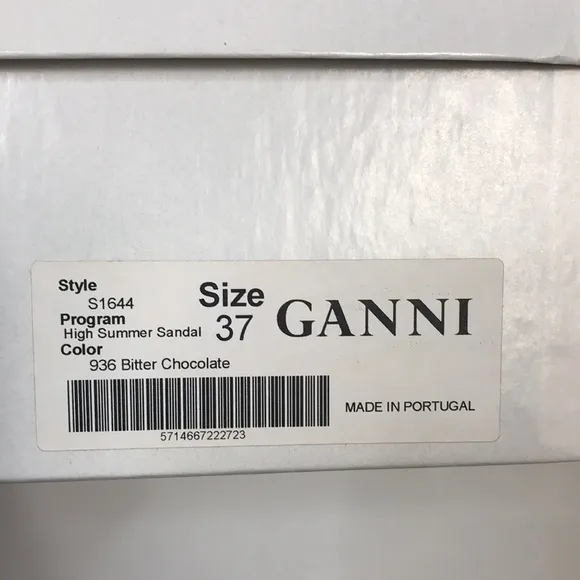 Style
S1644
Program
High Summer Sandal
Color
936 Bitter Chocolate
Size
37
GANNI
5714667222723
MADE IN PORTUGAL